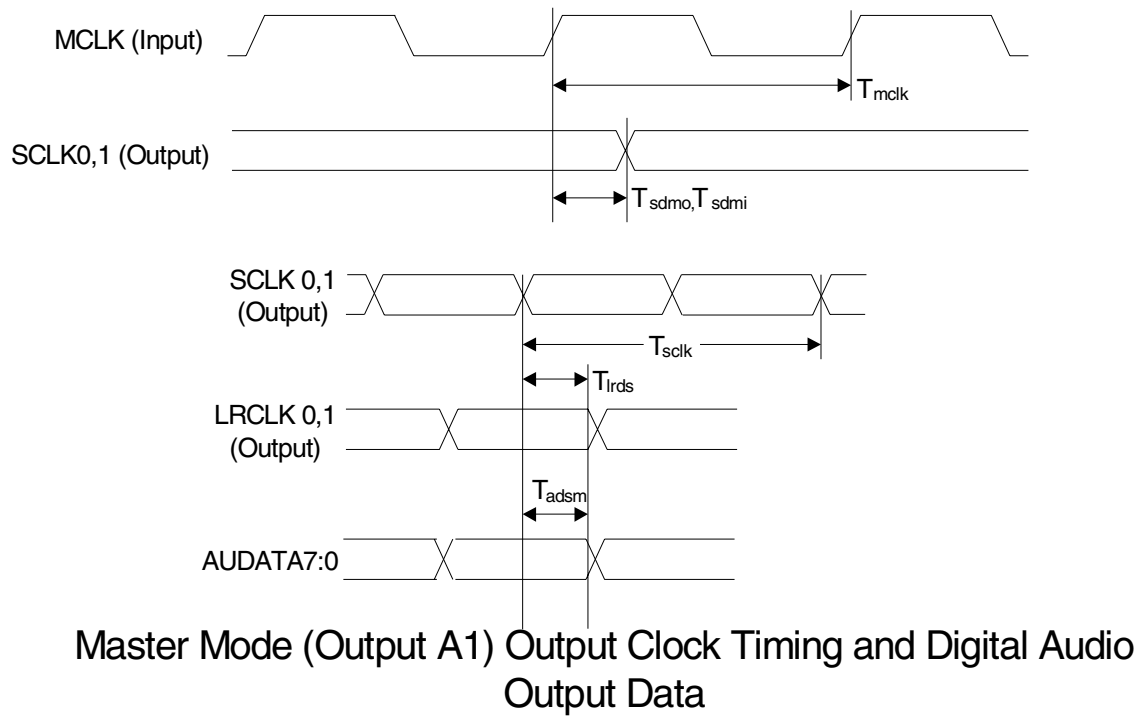 MCLK (Input)
Tmclk
SCLK0,1 (Output)
Tsdmo,Tsdmi
SCLK 0,1
(Output)
Tsclk
Tlrds
LRCLK 0,1
(Output)
Tadsm
AUDATA7:0
Master Mode (Output A1) Output Clock Timing and Digital Audio
Output Data